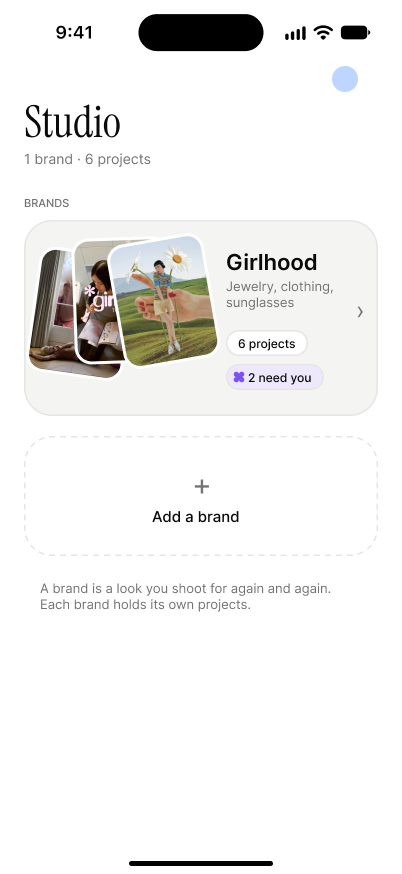 9:41
Studio
1 brand · 6 projects
BRANDS
*gir
Girlhood
Jewelry, clothing,
sunglasses
6 projects
2 need you
Add a brand
A brand is a look you shoot for again and again.
Each brand holds its own projects.